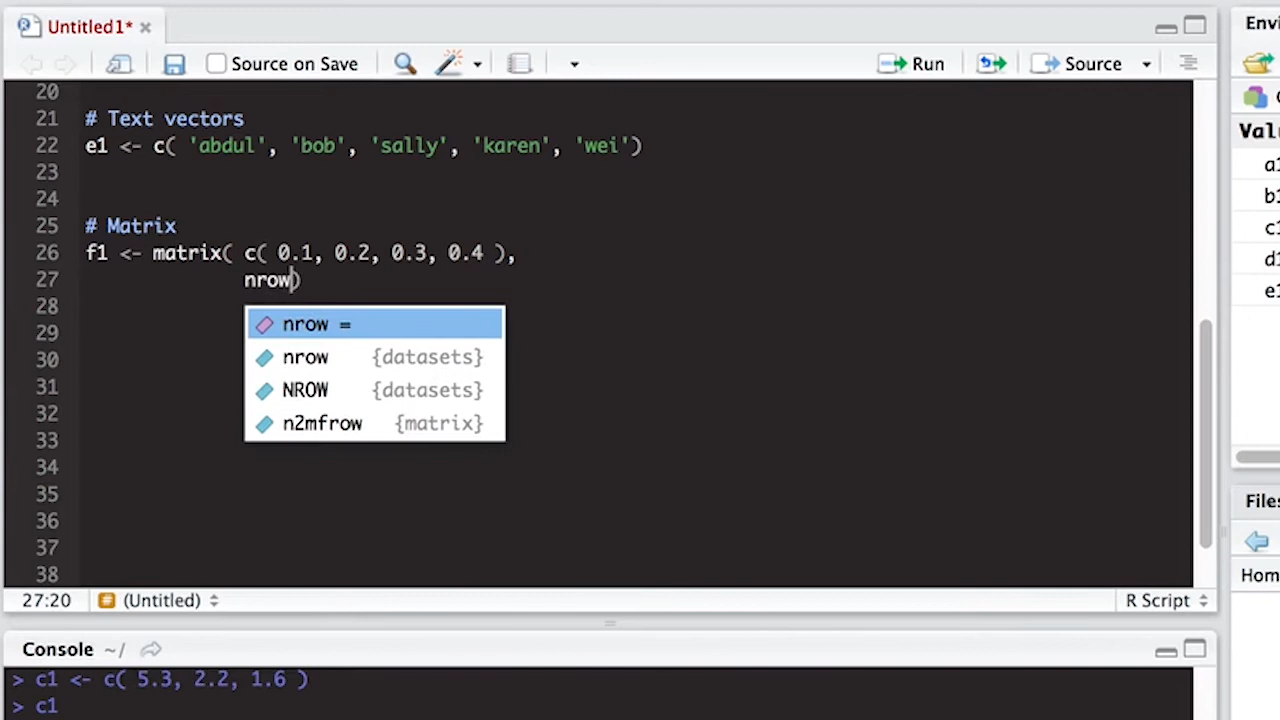 Untitled1*
Source on Save
Run
Source
20
21 # Text vectors
22 e1 <- c( 'abdul', 'bob', 'sally', 'karen', 'wei')
23
24
25 # Matrix
26 f1 <- matrix( c( 0.1, 0.2, 0.3, 0.4 ),
27 nrow)
28
29
30
31
32
33
34
35
36
37
38
nrow =
nrow {datasets}
NROW {datasets}
n2mfrow {matrix}
27:20 # (Untitled) R Script
Console ~/
> c1 <- c( 5.3, 2.2, 1.6 )
> c1
Envi
Valu
a1
b1
c1
d1
e1
Files
Hom